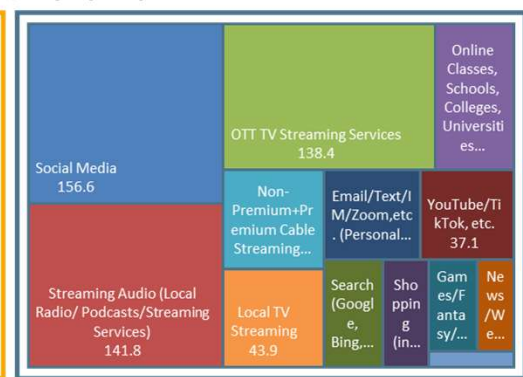 Social Media
156.6
Streaming Audio (Local
Radio/ Podcasts/Streaming
Services)
141.8
OTT TV Streaming Services
138.4
Online
Classes,
Schools,
Colleges,
Universiti
es...
Non-
Premium+Pr
emium Cable
Streaming...
Email/Text/I
M/Zoom,etc
. (Personal...
YouTube/Ti
kTok, etc.
37.1
Local TV
Streaming
43.9
Search
(Googl
e,
Bing,...
Sho
ppin
g
(in...
Gam
es/F
anta
sy/...
Ne
ws
/W
e...